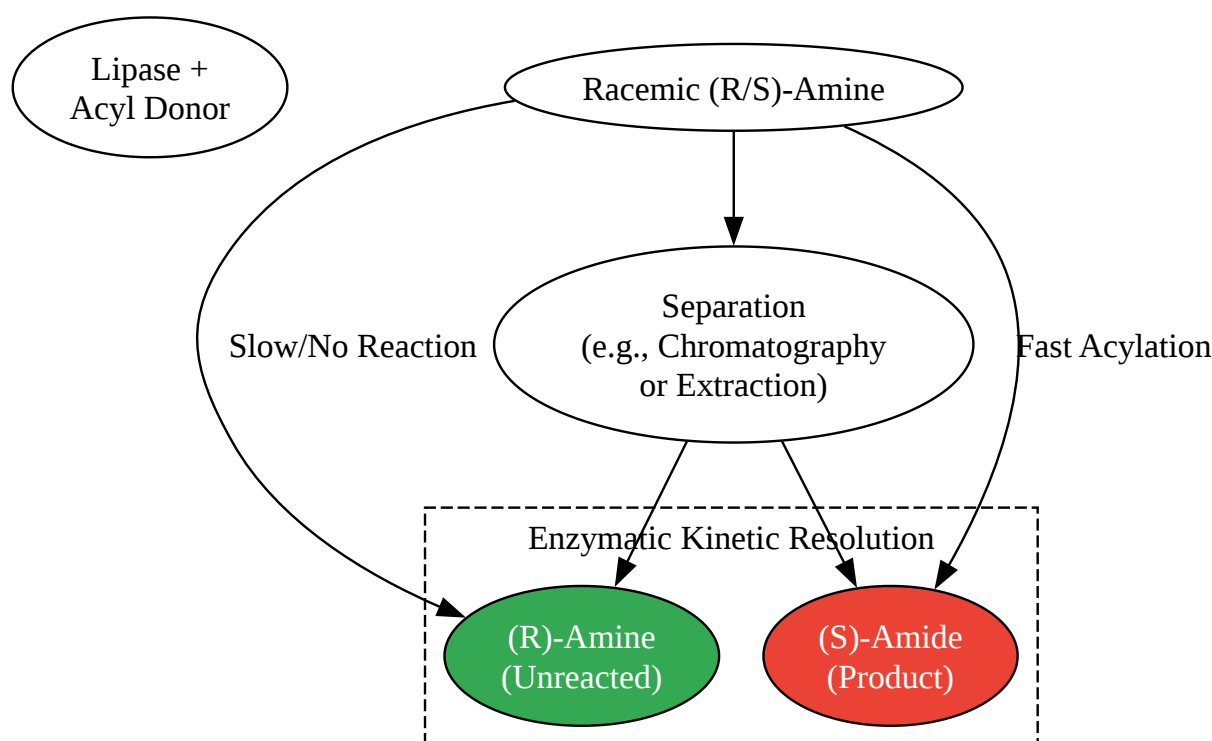 Lipase +
Acyl Donor
Racemic (R/S)-Amine
Separation
(e.g., Chromatography
or Extraction)
Slow/No Reaction
Fast Acylation
Enzymatic Kinetic Resolution
(R)-Amine
(Unreacted)
(S)-Amide
(Product)